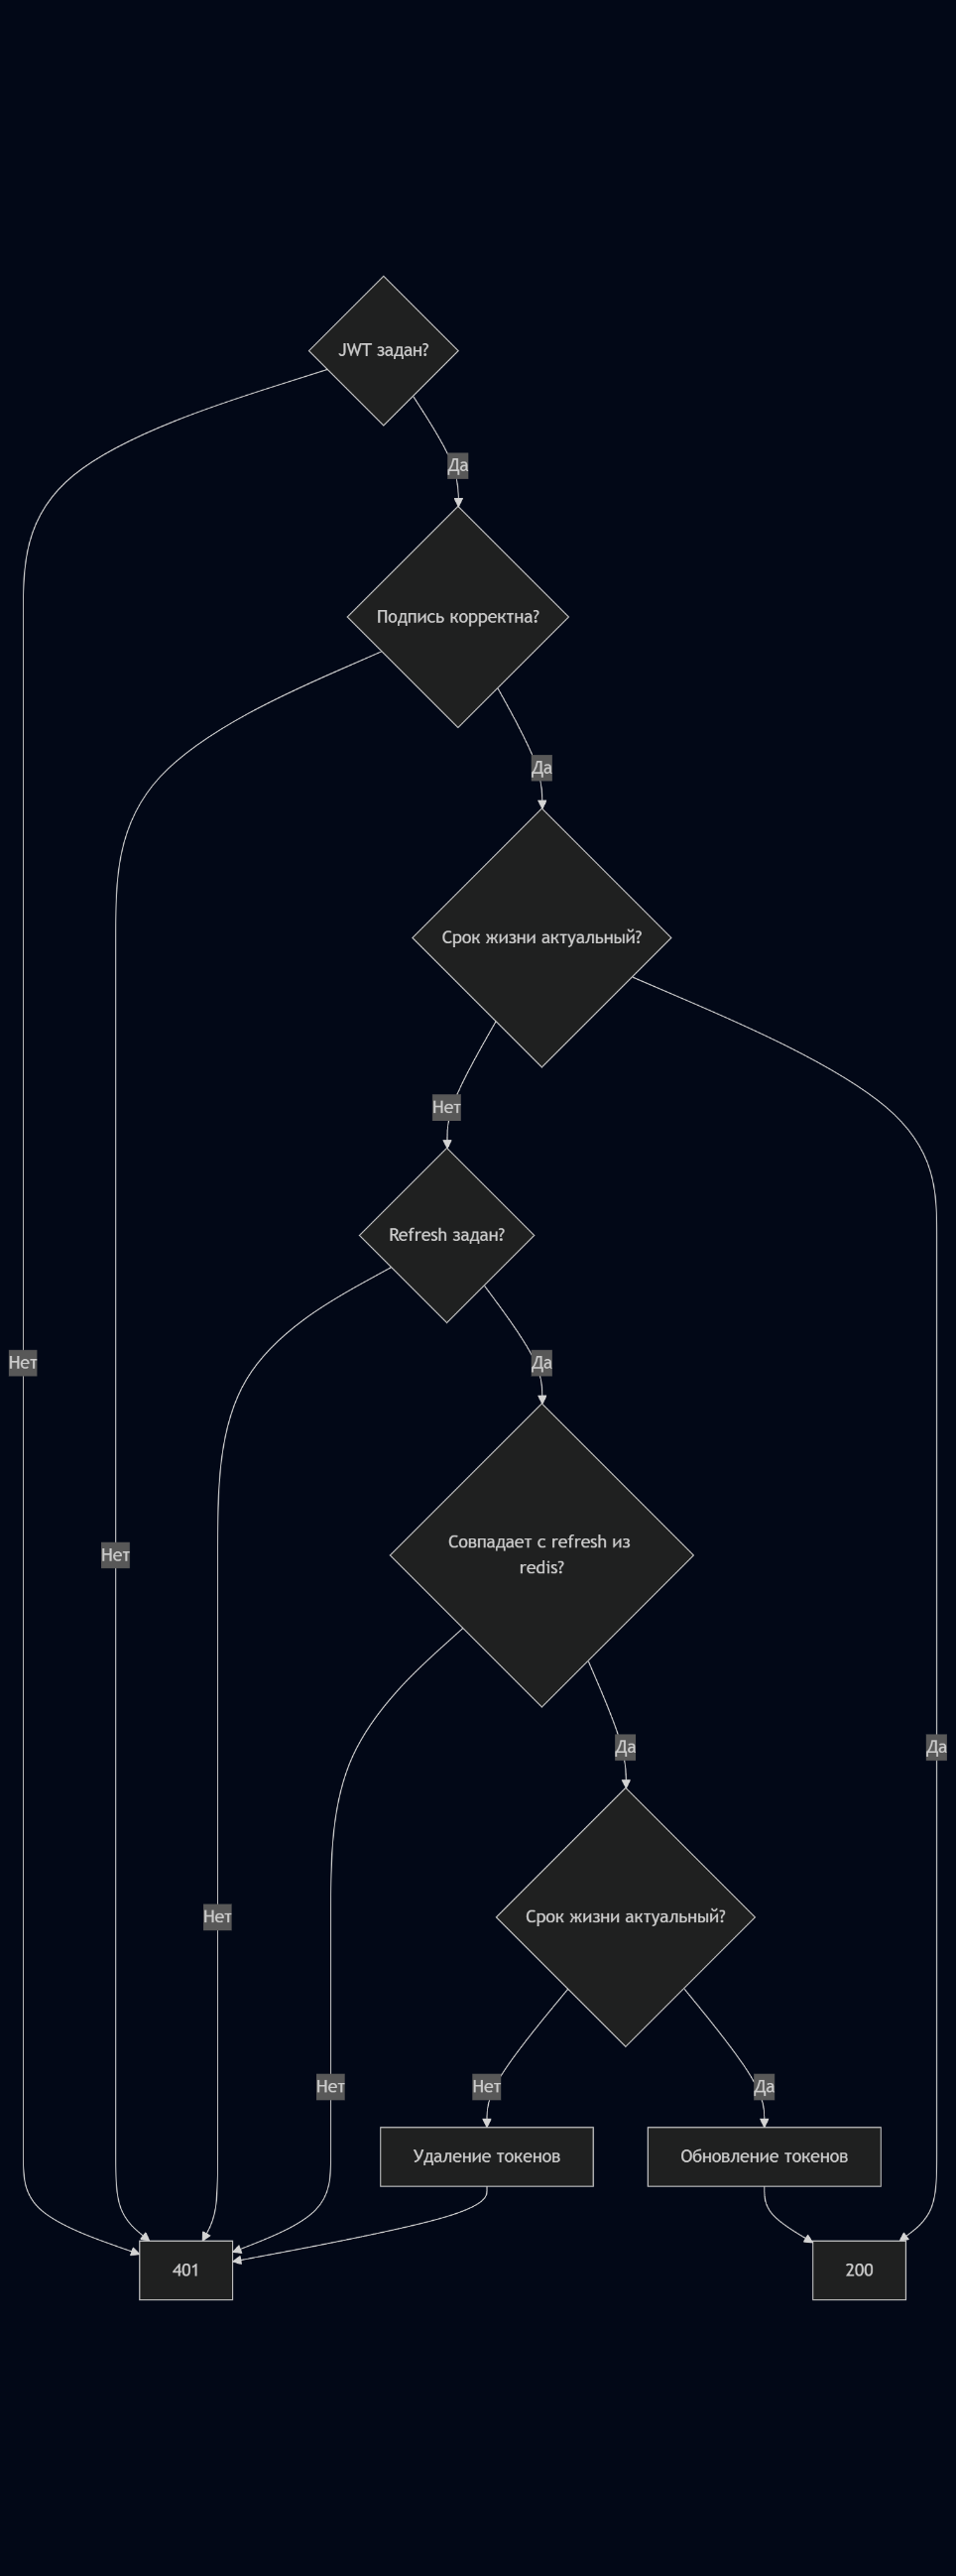 JWT задан?
Да
Подпись корректна?
Да
Срок жизни актуальный?
Нет
Refresh задан?
Нет
Да
Нет
Совпадает с refresh из
redis?
Да
Да
Нет
Срок жизни актуальный?
Нет
Нет
Да
Удаление токенов
Обновление токенов
401
200